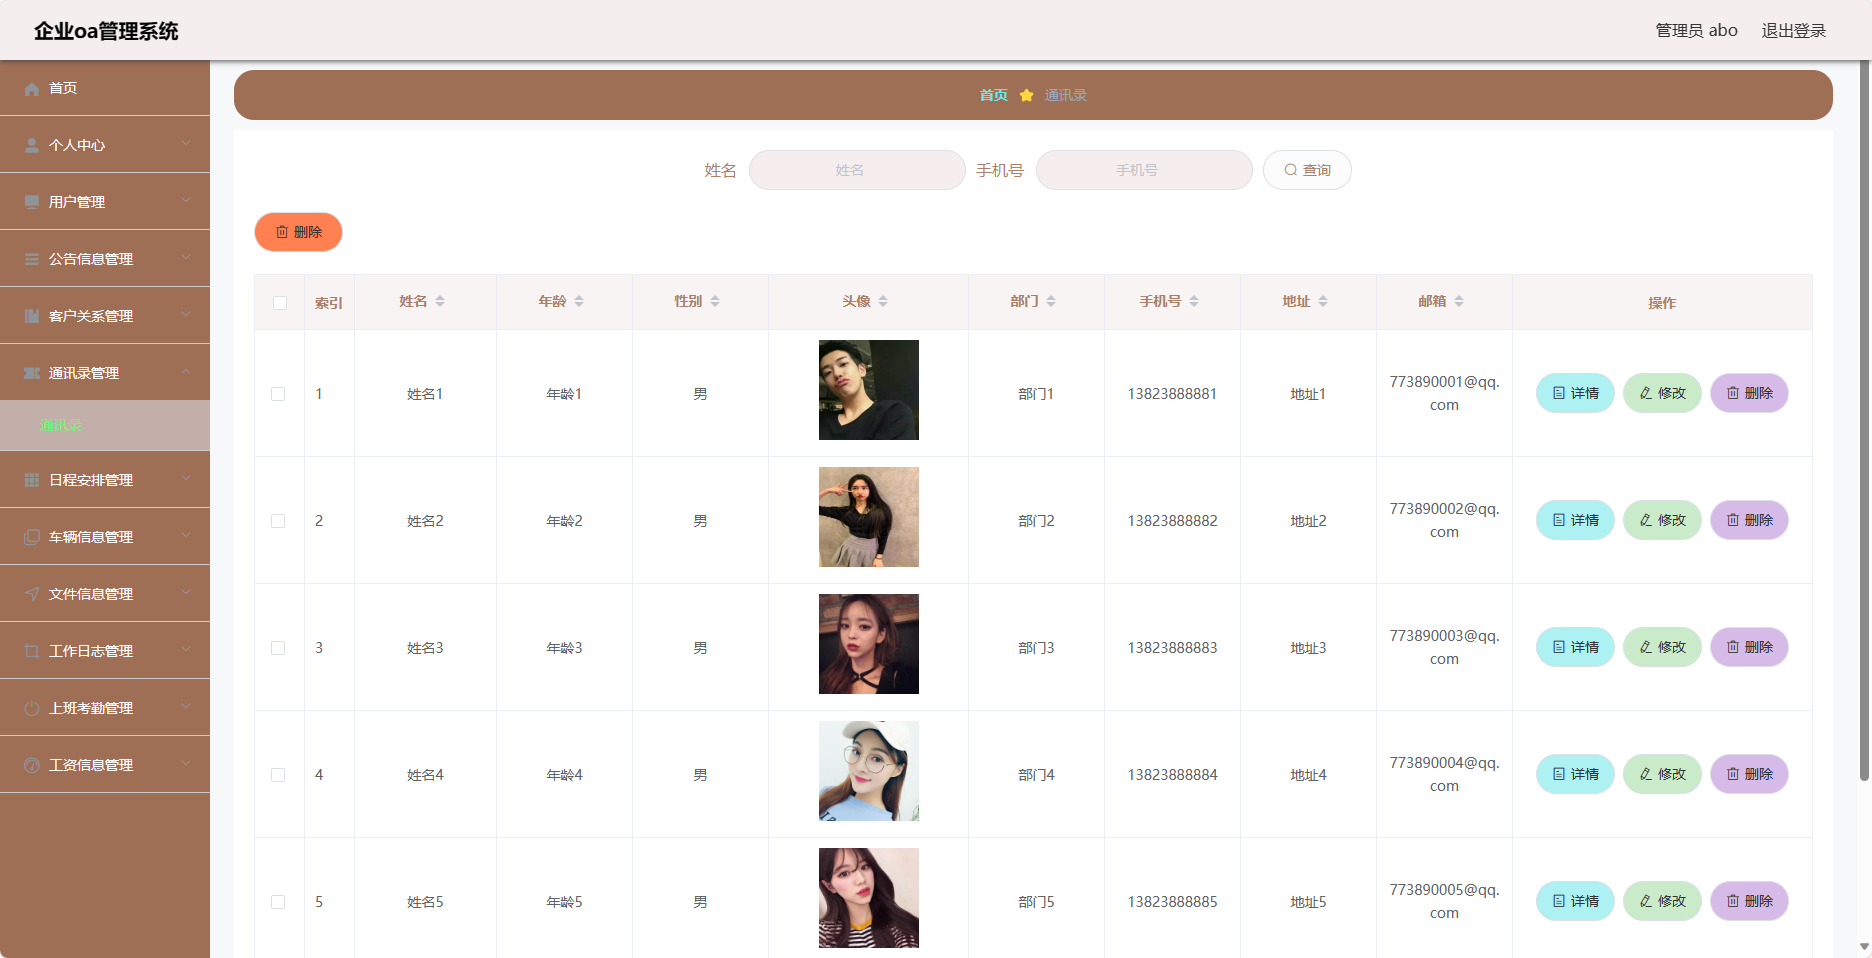 企业oa管理系统
管理员 abo 退出登录
首页
个人中心
用户管理
公告信息管理
客户关系管理
通讯录管理
通讯录
日程安排管理
车辆信息管理
文件信息管理
工作日志管理
上班考勤管理
工资信息管理
首页 通讯录
姓名 姓名 手机号 手机号 查询
删除
索引 姓名 年龄 性别 头像 部门 手机号 地址 邮箱 操作
1 姓名1 年龄1 男 部门1 13823888881 地址1 773890001@qq.
com
详情 修改 删除
2 姓名2 年龄2 男 部门2 13823888882 地址2 773890002@qq.
com
详情 修改 删除
3 姓名3 年龄3 男 部门3 13823888883 地址3 773890003@qq.
com
详情 修改 删除
4 姓名4 年龄4 男 部门4 13823888884 地址4 773890004@qq.
com
详情 修改 删除
5 姓名5 年龄5 男 部门5 13823888885 地址5 773890005@qq.
com
详情 修改 删除